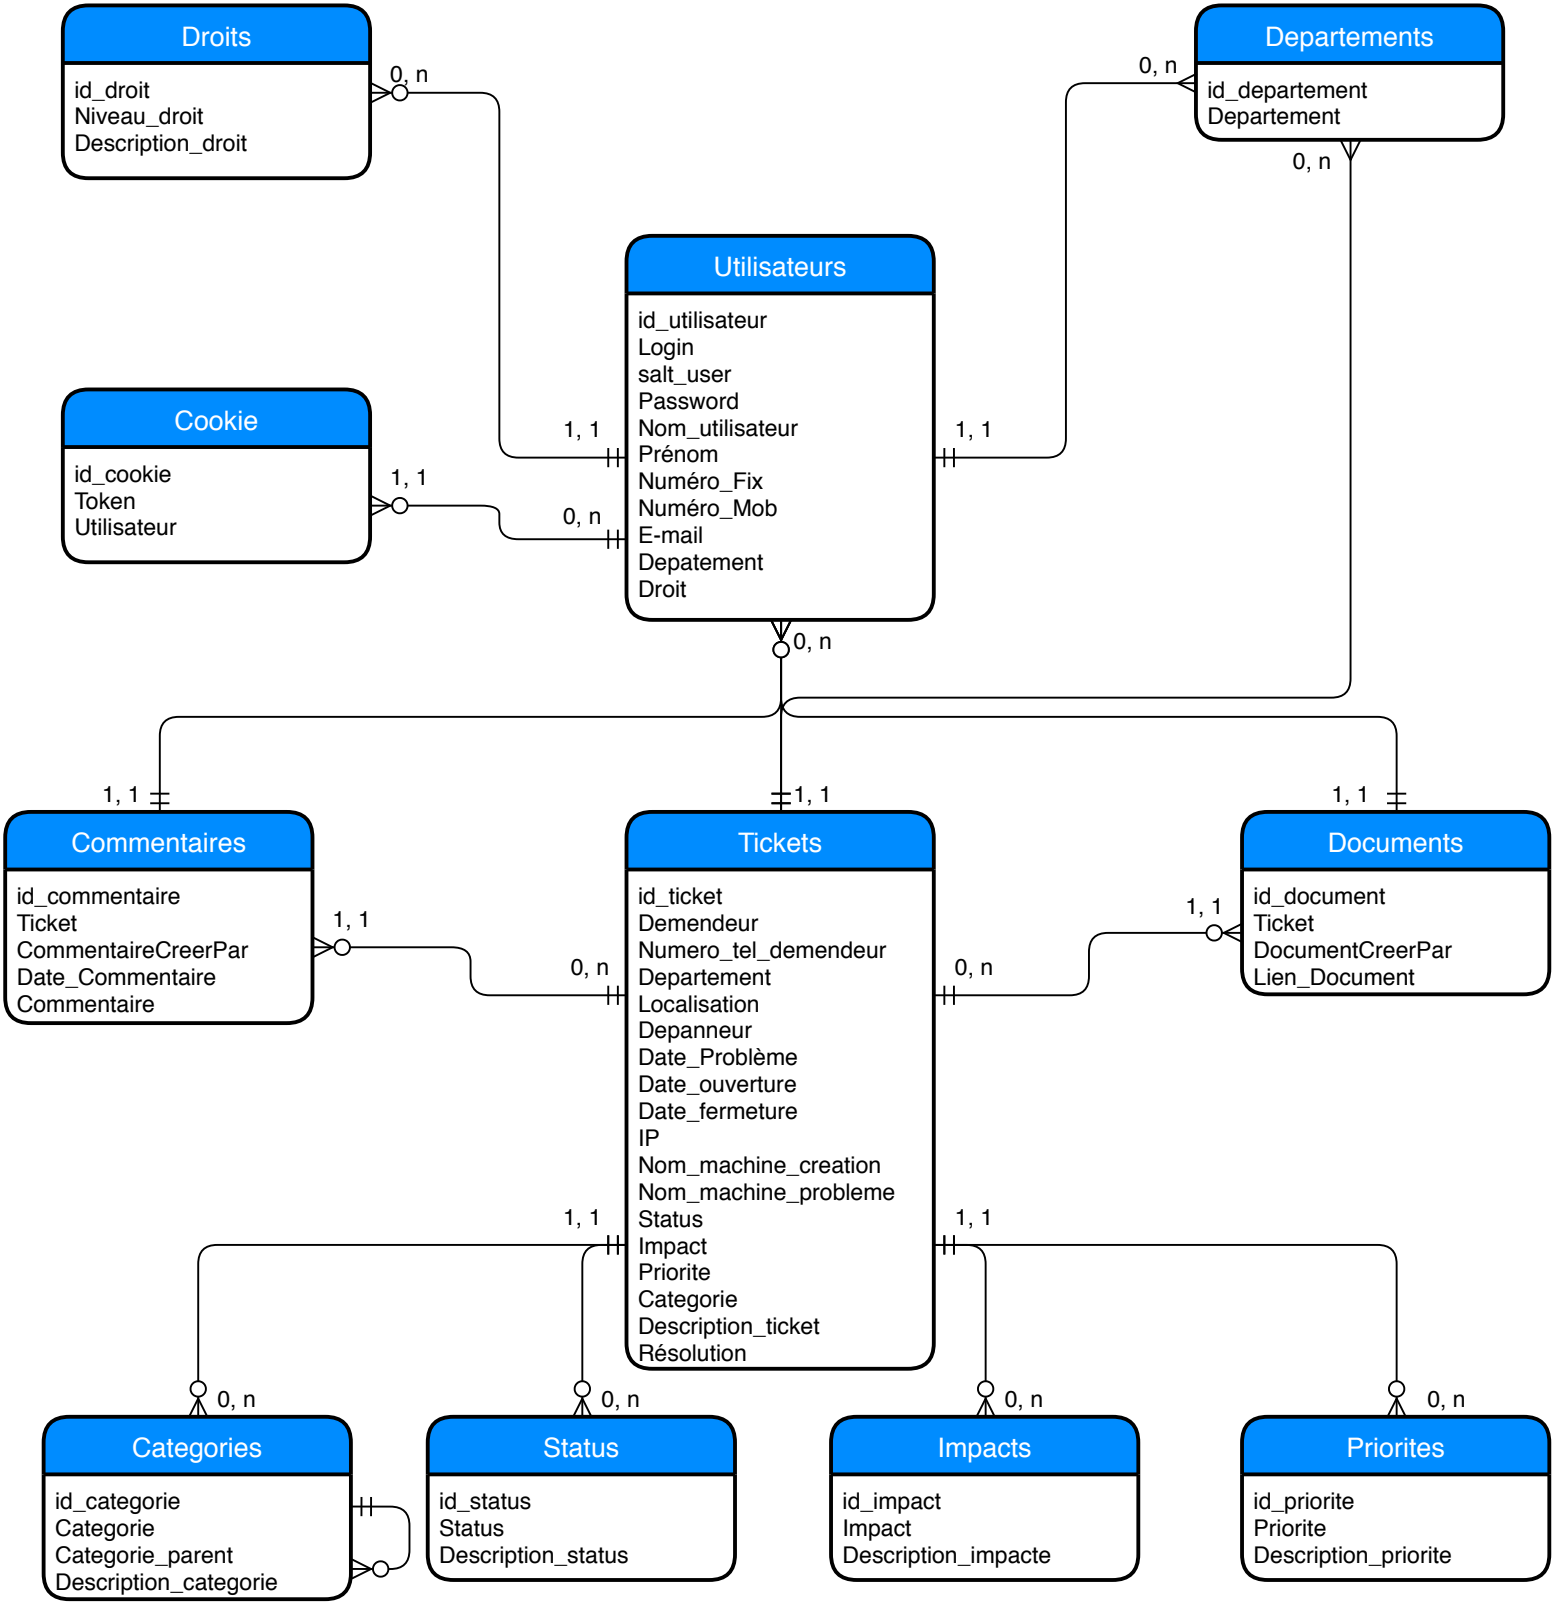 Droits
id_droit
Niveau_droit
Description_droit
0, n
Departements
id_departement
Departement
0, n
0, n
Utilisateurs
id_utilisateur
Login
salt_user
Password
Nom_utilisateur
Prénom
Numéro_Fix
Numéro_Mob
E-mail
Depatement
Droit
1, 1
1, 1
0, n
0, n
Cookie
id_cookie
Token
Utilisateur
1, 1
1, 1
1, 1
1, 1
Commentaires
id_commentaire
Ticket
CommentaireCreerPar
Date_Commentaire
Commentaire
1, 1
0, n
Tickets
id_ticket
Demendeur
Numero_tel_demendeur
Departement
Localisation
Depanneur
Date_Problème
Date_ouverture
Date_fermeture
IP
Nom_machine_creation
Nom_machine_probleme
Status
Impact
Priorite
Categorie
Description_ticket
Résolution
0, n
1, 1
Documents
id_document
Ticket
DocumentCreerPar
Lien_Document
1, 1
1, 1
0, n
0, n
0, n
0, n
Categories
id_categorie
Categorie
Categorie_parent
Description_categorie
Status
id_status
Status
Description_status
Impacts
id_impact
Impact
Description_impacte
Priorites
id_priorite
Priorite
Description_priorite